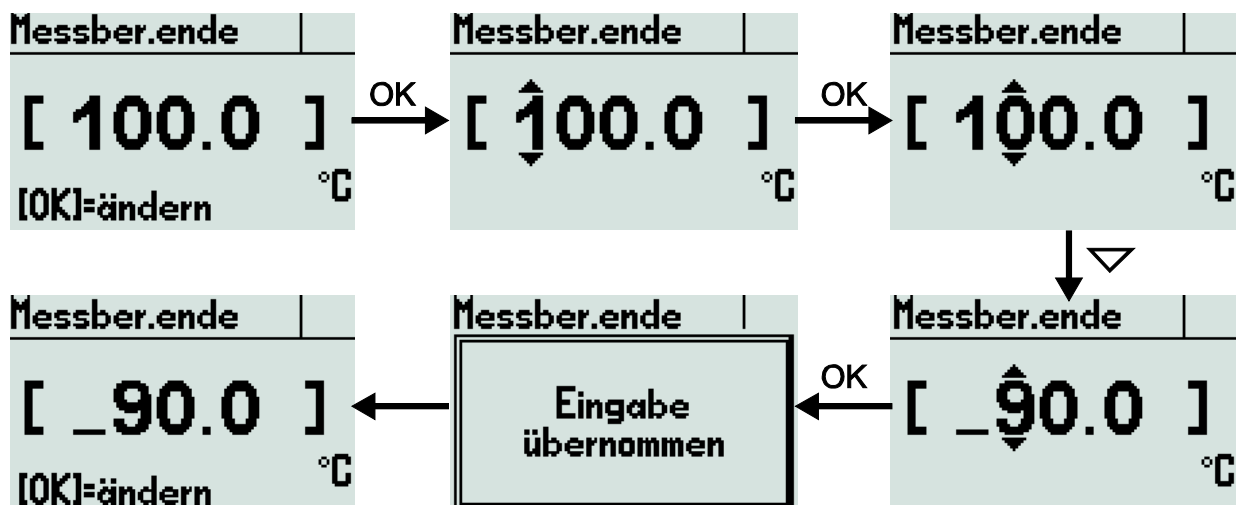 Messber.ende
[ 100.0 ]
°C
[OK]=ändern
OK
Messber.ende
[ 100.0 ]
°C
OK
Messber.ende
[ 100.0 ]
°C
Messber.ende
[ _90.0 ]
°C
OK
Messber.ende
Eingabe
übernommen
Messber.ende
[ _90.0 ]
°C
[OK]=ändern